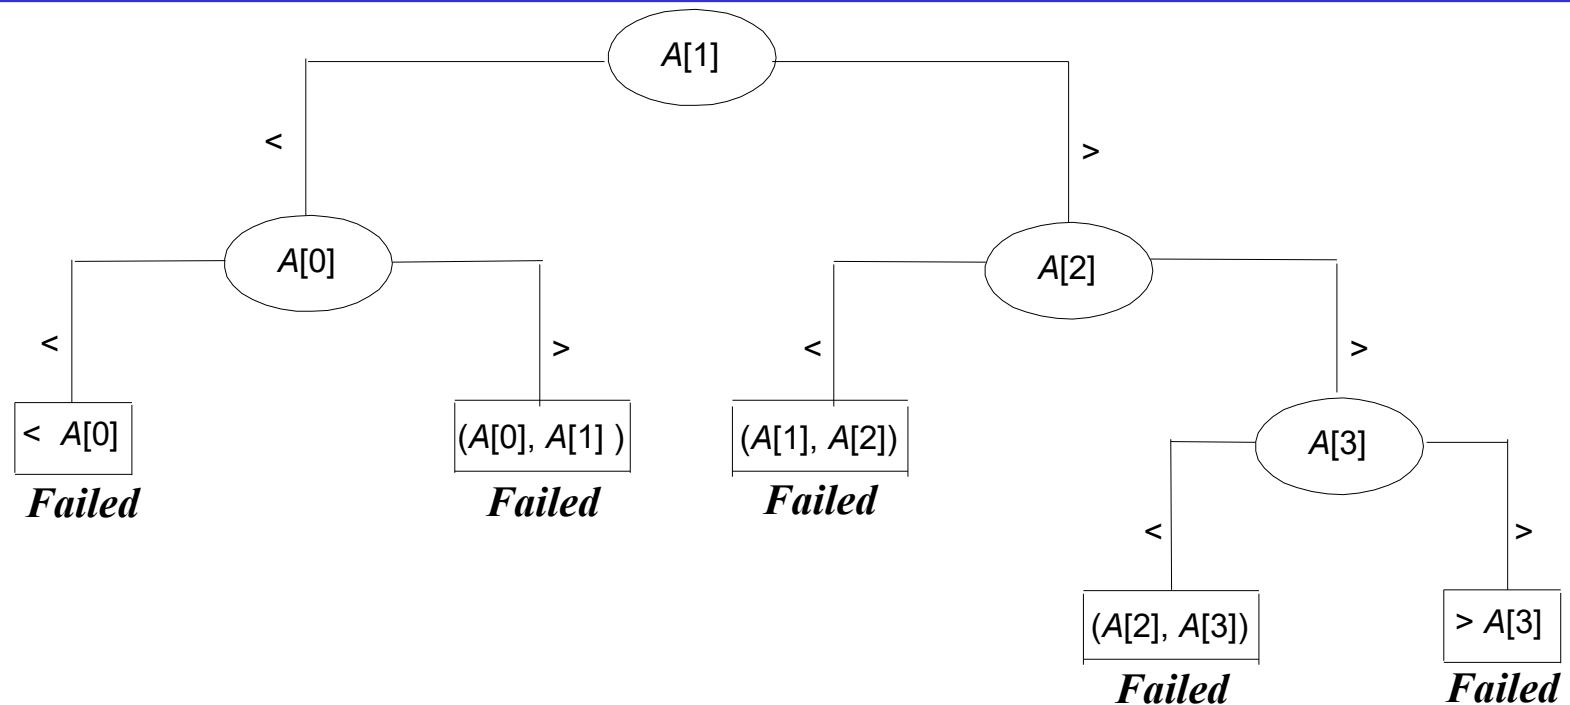 A[1]
<
>
A[0]
A[2]
<
>
<
>
< A[0]
(A[0], A[1] )
(A[1], A[2])
A[3]
Failed
Failed
Failed
<
>
(A[2], A[3])
> A[3]
Failed
Failed